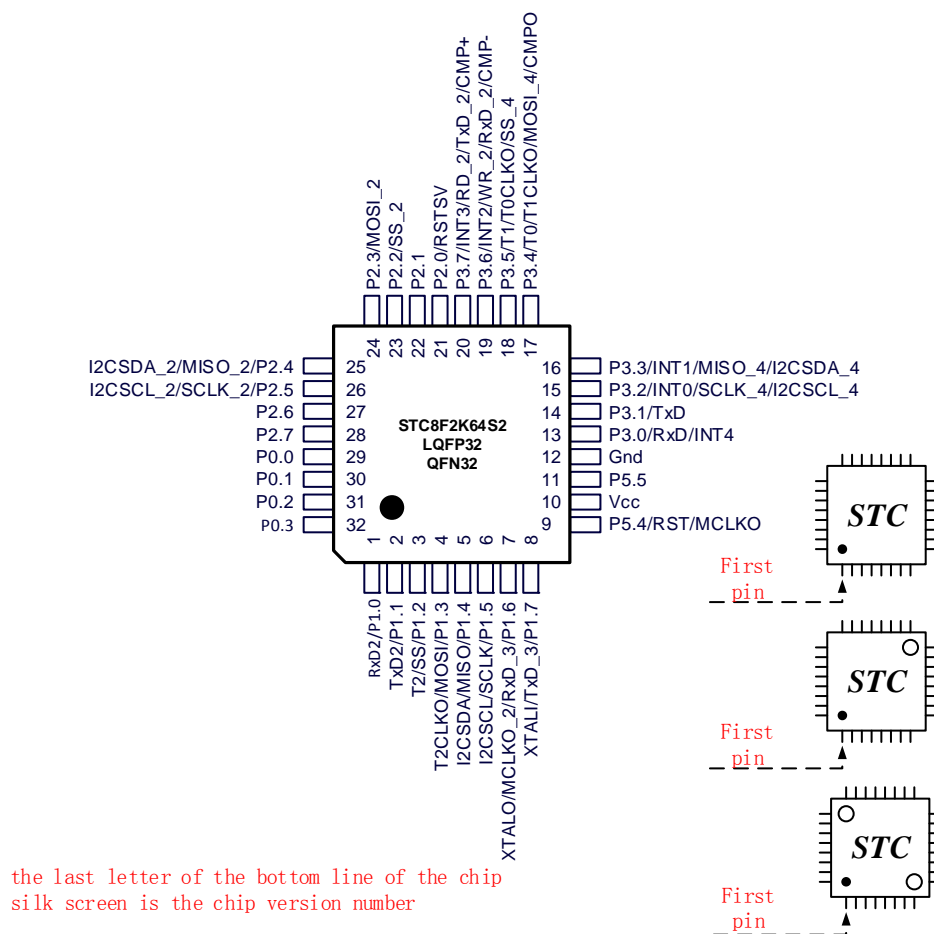 P2.3/MOSI_2
P2.2/SS_2
P2.1
P2.0/RSTSV
P3.7/INT3/RD_2/TxD_2/CMP+
P3.6/INT2/WR_2/RxD_2/CMP-
P3.5/T1/T0CLKO/SS_4
P3.4/T0/T1CLKO/MOSI_4/CMPO
24 23 22 21 20 19 18 17
I2CSDA_2/MISO_2/P2.4 25
I2CSCL_2/SCLK_2/P2.5 26
P2.6 27
P2.7 28
P0.0 29
P0.1 30
P0.2 31
P0.3 32
STC8F2K64S2
LQFP32
QFN32
16 P3.3/INT1/MISO_4/I2CSDA_4
15 P3.2/INT0/SCLK_4/I2CSCL_4
14 P3.1/TxD
13 P3.0/RxD/INT4
12 Gnd
11 P5.5
10 Vcc
9 P5.4/RST/MCLKO
1 2 3 4 5 6 7 8
RxD2/P1.0
TxD2/P1.1
T2/SS/P1.2
T2CLKO/MOSI/P1.3
I2CSDA/MISO/P1.4
I2CSCL/SCLK/P1.5
XTALO/MCLKO_2/RxD_3/P1.6
XTALI/TxD_3/P1.7
STC
First
pin
STC
First
pin
STC
First
pin
the last letter of the bottom line of the chip
silk screen is the chip version number